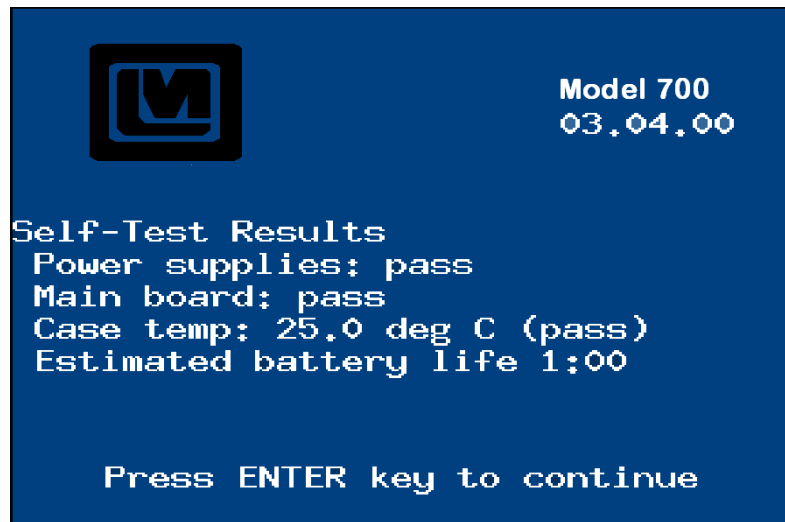 Model 700
03.04.00
Self-Test Results
Power supplies: pass
Main board: pass
Case temp: 25.0 deg C (pass)
Estimated battery life 1:00
Press ENTER key to continue